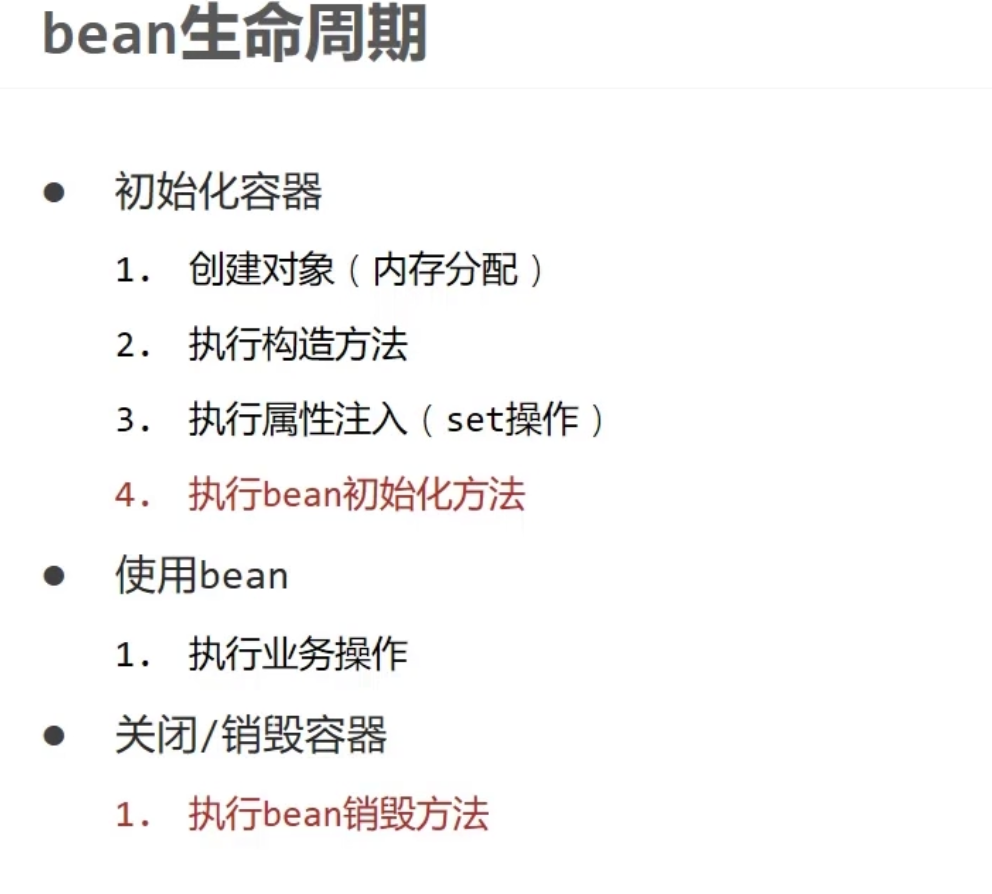 bean生命周期
● 初始化容器
1. 创建对象（内存分配）
2. 执行构造方法
3. 执行属性注入（set操作）
4. 执行bean初始化方法
● 使用bean
1. 执行业务操作
● 关闭/销毁容器
1. 执行bean销毁方法